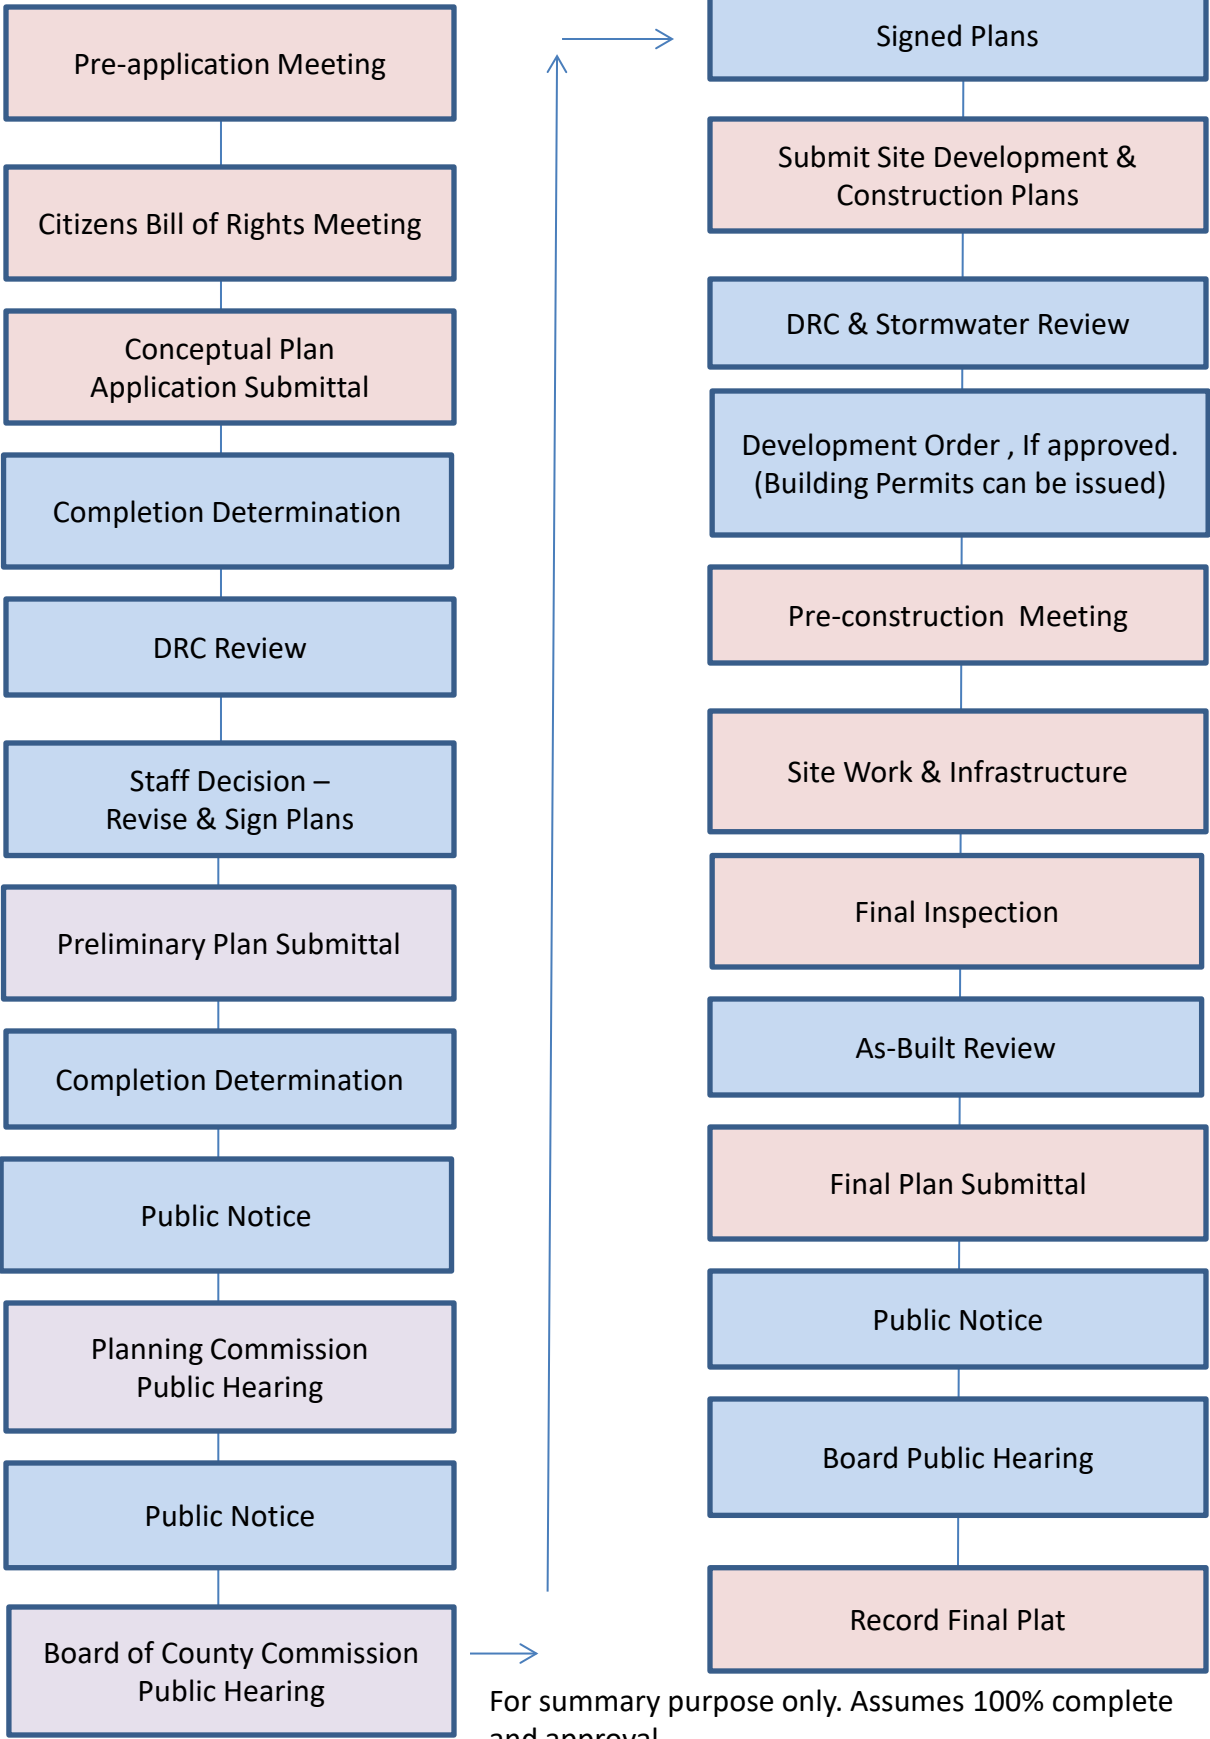 Pre-application Meeting
Citizens Bill of Rights Meeting
Conceptual Plan
Application Submittal
Completion Determination
DRC Review
Staff Decision –
Revise & Sign Plans
Preliminary Plan Submittal
Completion Determination
Public Notice
Planning Commission
Public Hearing
Public Notice
Board of County Commission
Public Hearing
Signed Plans
Submit Site Development &
Construction Plans
DRC & Stormwater Review
Development Order , If approved.
(Building Permits can be issued)
Pre-construction  Meeting
Site Work & Infrastructure
Final Inspection
As-Built Review
Final Plan Submittal
Public Notice
Board Public Hearing
Record Final Plat
For summary purpose only. Assumes 100% complete
and approval